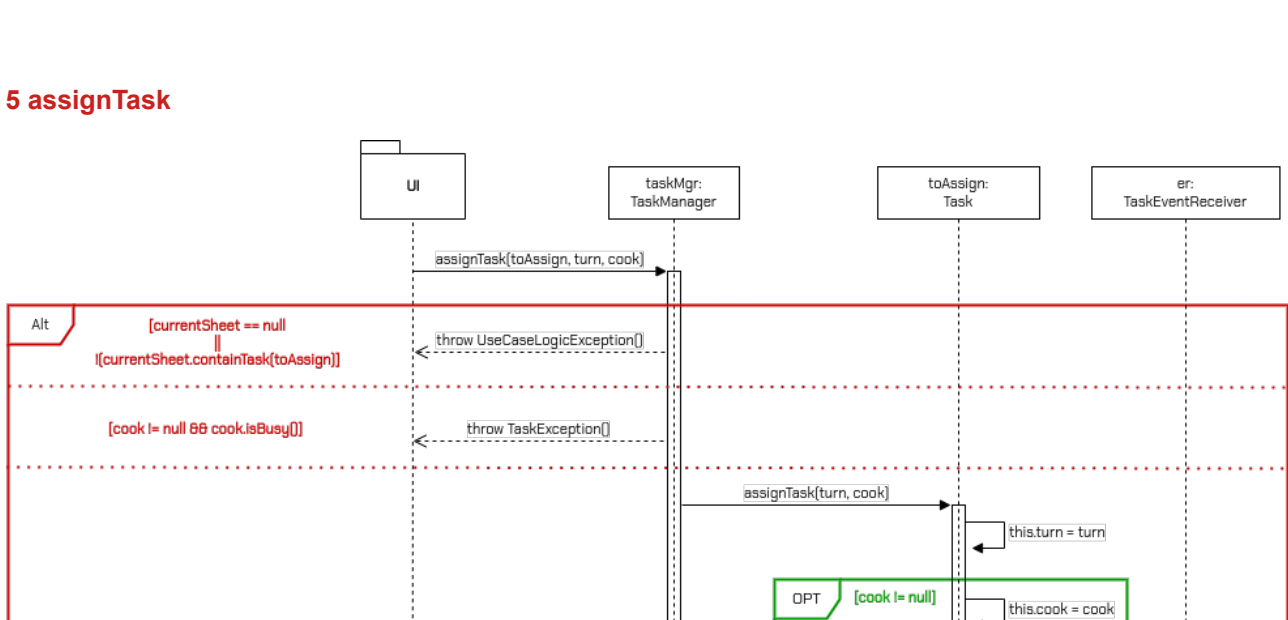 5 assignTask
UI
taskMgr:
TaskManager
toAssign:
Task
er:
TaskEventReceiver
assignTask(toAssign, turn, cook)
Alt
[currentSheet == null
||
!(currentSheet.containTask(toAssign)]
throw UseCaseLogicException()
[cook != null && cook.isBusy()]
throw TaskException()
assignTask(turn, cook)
this.turn = turn
OPT
[cook != null]
this.cook = cook